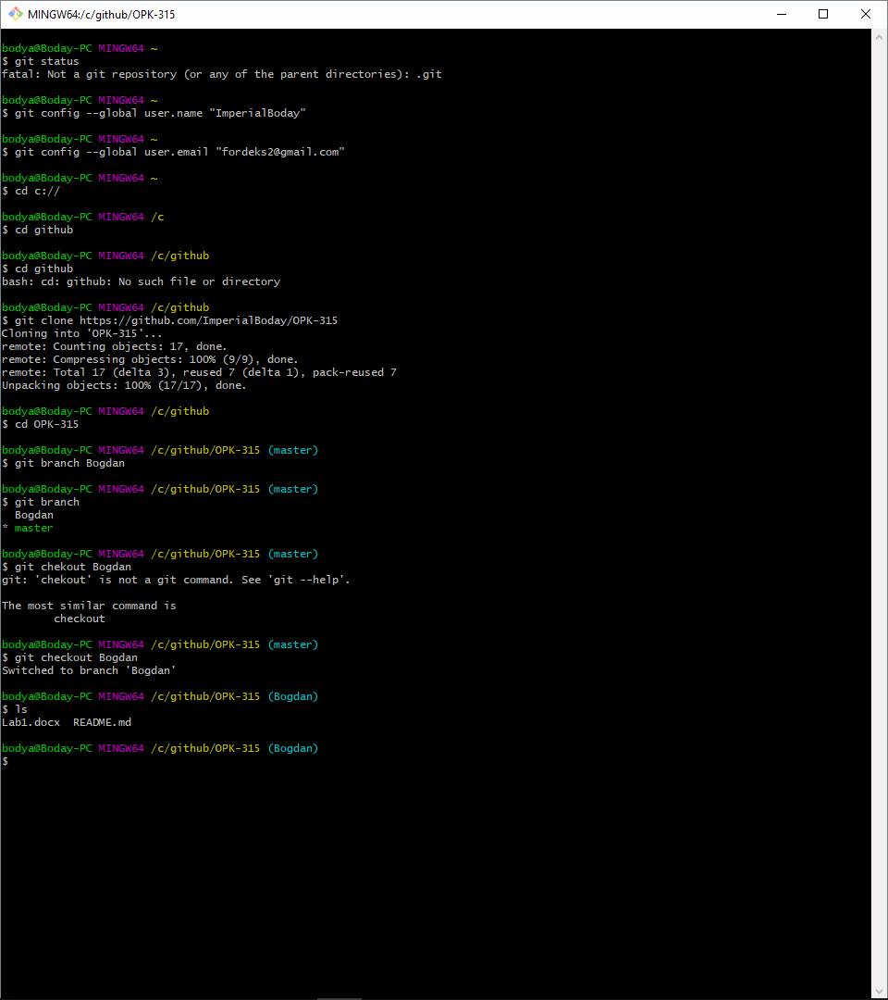 MINGW64:/c/github/OPK-315
bodya@Boday-PC MINGW64 ~
$ git status
fatal: Not a git repository (or any of the parent directories): .git
bodya@Boday-PC MINGW64 ~
$ git config --global user.name "ImperialBoday"
bodya@Boday-PC MINGW64 ~
$ git config --global user.email "fordeks2@gmail.com"
bodya@Boday-PC MINGW64 ~
$ cd c://
bodya@Boday-PC MINGW64 /c
$ cd github
bodya@Boday-PC MINGW64 /c/github
$ cd github
bash: cd: github: No such file or directory
bodya@Boday-PC MINGW64 /c/github
$ git clone https://github.com/ImperialBoday/OPK-315
Cloning into 'OPK-315'...
remote: Counting objects: 17, done.
remote: Compressing objects: 100% (9/9), done.
remote: Total 17 (delta 3), reused 7 (delta 1), pack-reused 7
Unpacking objects: 100% (17/17), done.
bodya@Boday-PC MINGW64 /c/github
$ cd OPK-315
bodya@Boday-PC MINGW64 /c/github/OPK-315 (master)
$ git branch Bogdan
bodya@Boday-PC MINGW64 /c/github/OPK-315 (master)
$ git branch
  Bogdan
* master
bodya@Boday-PC MINGW64 /c/github/OPK-315 (master)
$ git chekout Bogdan
git: 'chekout' is not a git command. See 'git --help'.
The most similar command is
        checkout
bodya@Boday-PC MINGW64 /c/github/OPK-315 (master)
$ git checkout Bogdan
Switched to branch 'Bogdan'
bodya@Boday-PC MINGW64 /c/github/OPK-315 (Bogdan)
$ ls
Lab1.docx  README.md
bodya@Boday-PC MINGW64 /c/github/OPK-315 (Bogdan)
$